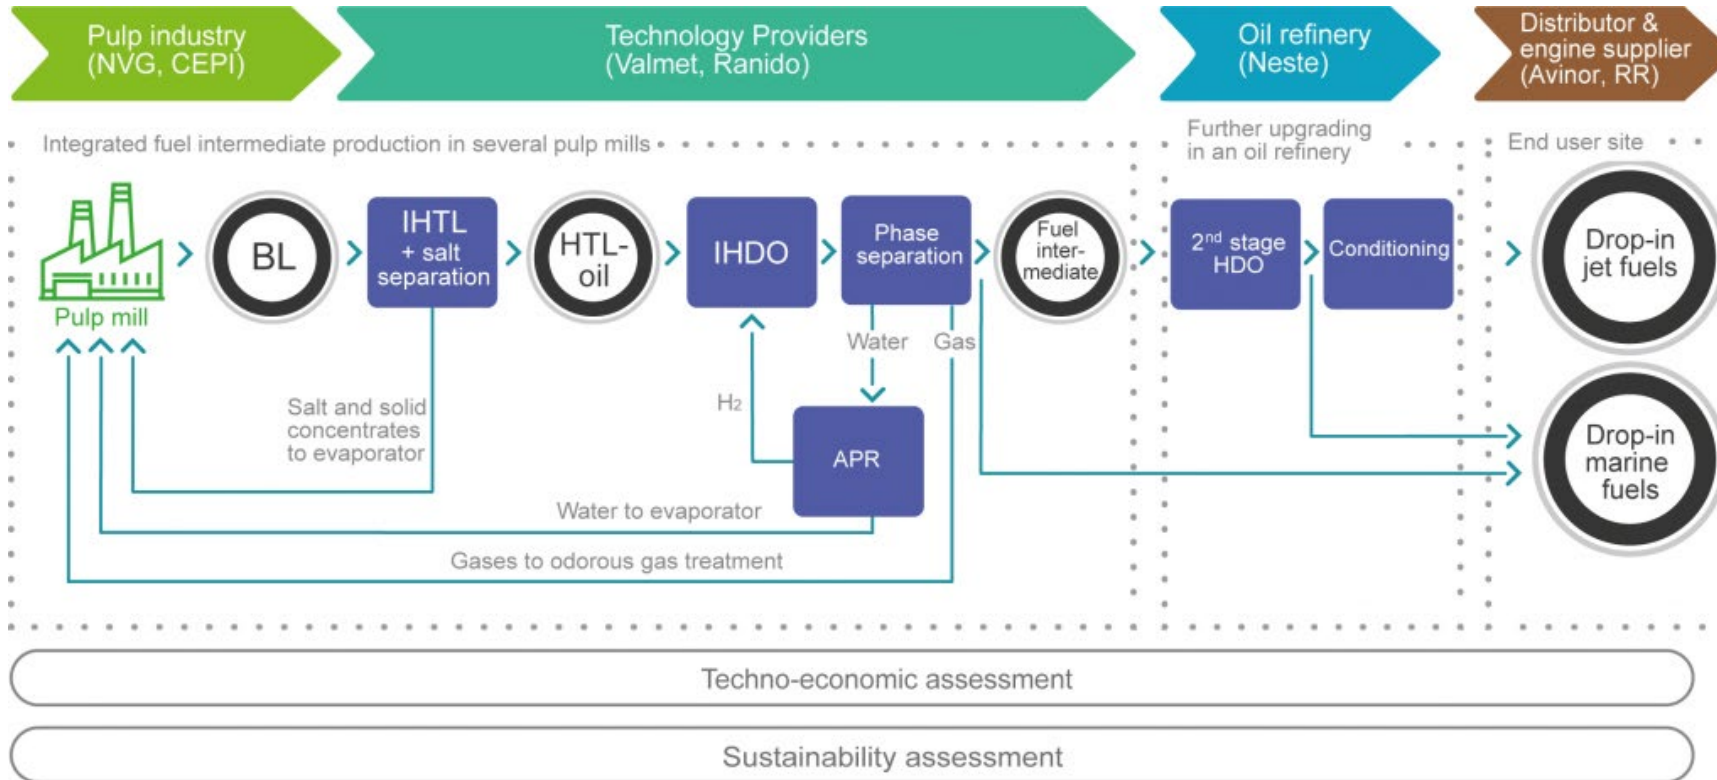 Pulp industry
(NVG, CEPI)
Technology Providers
(Valmet, Ranido)
Oil refinery
(Neste)
Distributor &
engine supplier
(Avinor, RR)
Integrated fuel intermediate production in several pulp mills
Further upgrading
in an oil refinery
End user site
Pulp mill
BL
IHTL
+ salt
separation
HTL-
oil
IHDO
Phase
separation
Fuel
inter-
mediate
2nd stage
HDO
Conditioning
Drop-in
jet fuels
Water
Gas
H2
Salt and solid
concentrates
to evaporator
APR
Drop-in
marine
fuels
Water to evaporator
Gases to odorous gas treatment
Techno-economic assessment
Sustainability assessment